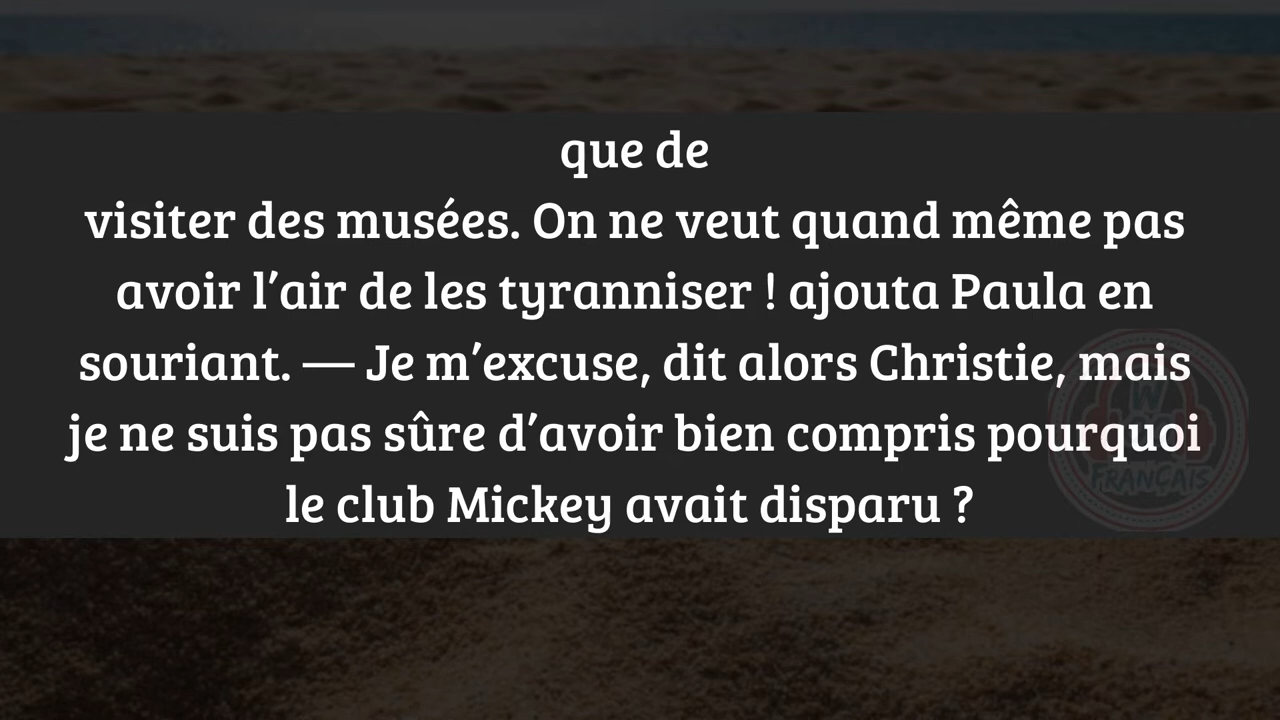 que de
visiter des musées. On ne veut quand même pas
avoir l’air de les tyranniser ! ajouta Paula en
souriant. — Je m’excuse, dit alors Christie, mais
je ne suis pas sûre d’avoir bien compris pourquoi
le club Mickey avait disparu ?
FRANÇAIS